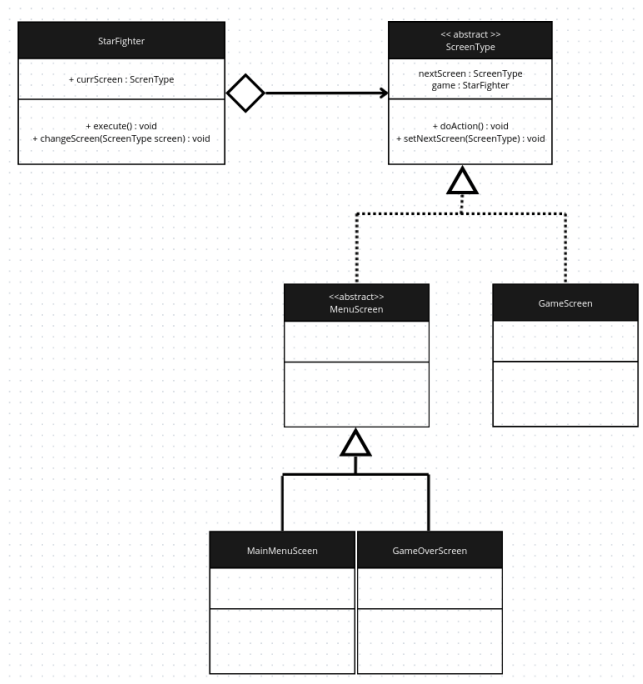 StarFighter
+ currScreen : ScrenType
+ execute() : void
+ changeScreen(ScreenType screen) : void
<< abstract >>
ScreenType
nextScreen : ScreenType
game : StarFighter
+ doAction() : void
+ setNextScreen(ScreenType) : void
<<abstract>>
MenuScreen
GameScreen
MainMenuSceen
GameOverScreen